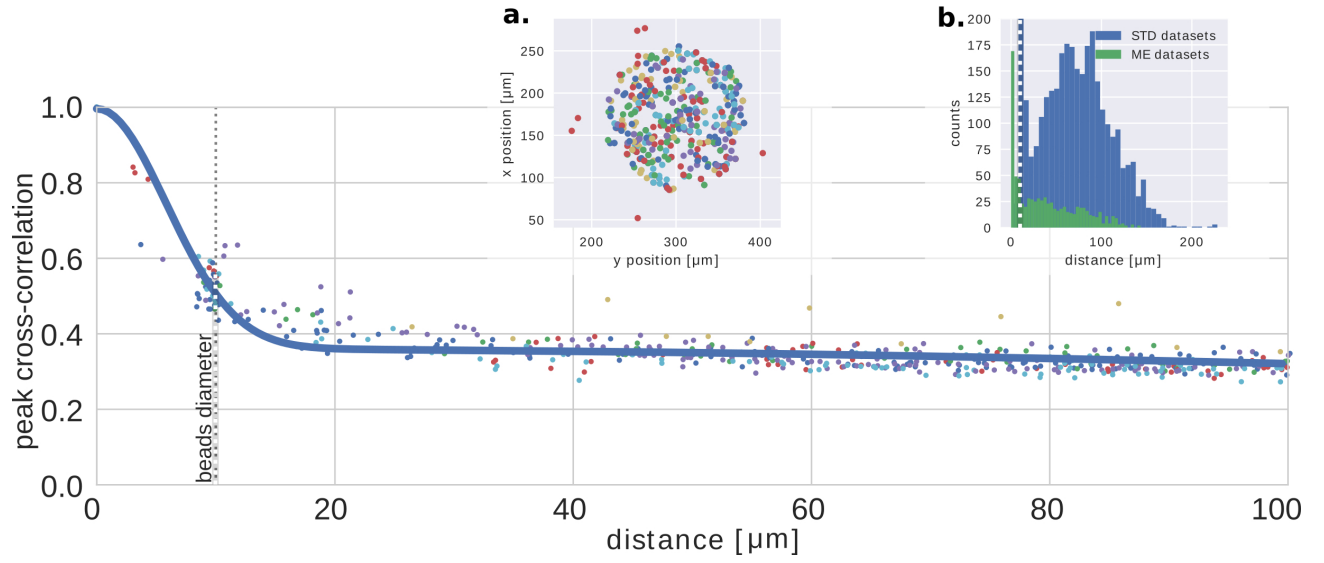 a.
250
200
150
100
50
x position [μm]
200
300
400
y position [μm]
b.
200
175
150
125
100
75
50
25
0
counts
STD datasets
ME datasets
0
100
200
distance [μm]
1.0
0.8
0.6
0.4
0.2
0.0
peak cross-correlation
beads diameter
0
20
40
60
80
100
distance [μm]